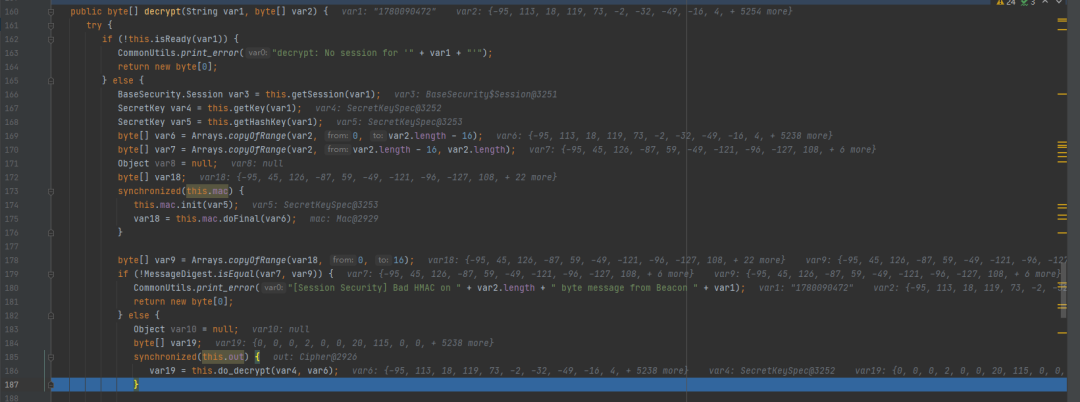 24 3
160 public byte[] decrypt(String var1, byte[] var2) { var1: "1780090472" var2: {-95, 113, 18, 119, 73, -2, -32, -49, -16, 4, + 5254 more}
161 try {
162 if (!this.isReady(var1)) {
163 CommonUtils.print_error( var0: "decrypt: No session for '" + var1 + "'");
164 return new byte[0];
165 } else {
166 BaseSecurity.Session var3 = this.getSession(var1); var3: BaseSecurity$Session@3251
167 SecretKey var4 = this.getKey(var1); var4: SecretKeySpec@3252
168 SecretKey var5 = this.getHashKey(var1); var5: SecretKeySpec@3253
169 byte[] var6 = Arrays.copyOfRange(var2, from: 0, to: var2.length - 16); var6: {-95, 113, 18, 119, 73, -2, -32, -49, -16, 4, + 5238 more}
170 byte[] var7 = Arrays.copyOfRange(var2, from: var2.length - 16, var2.length); var7: {-95, 45, 126, -87, 59, -49, -121, -96, -127, 108, + 6 more}
171 Object var8 = null; var8: null
172 byte[] var18; var18: {-95, 45, 126, -87, 59, -49, -121, -96, -127, 108, + 22 more}
173 synchronized(this.mac) {
174 this.mac.init(var5); var5: SecretKeySpec@3253
175 var18 = this.mac.doFinal(var6); mac: Mac@2929
176 }
177
178 byte[] var9 = Arrays.copyOfRange(var18, from: 0, to: 16); var18: {-95, 45, 126, -87, 59, -49, -121, -96, -127, 108, + 22 more} var9: {-95, 45, 126, -87, 59, -49, -121, -96, -127
179 if (!MessageDigest.isEqual(var7, var9)) { var7: {-95, 45, 126, -87, 59, -49, -121, -96, -127, 108, + 6 more} var9: {-95, 45, 126, -87, 59, -49, -121, -96, -127, 108, + 6 more}
180 CommonUtils.print_error( var0: "[Session Security] Bad HMAC on " + var2.length + " byte message from Beacon " + var1); var1: "1780090472" var2: {-95, 113, 18, 119, 73, -2, -
181 return new byte[0];
182 } else {
183 Object var10 = null; var10: null
184 byte[] var19; var19: {0, 0, 0, 2, 0, 0, 20, 115, 0, 0, + 5238 more}
185 synchronized(this.out) { out: Cipher@2926
186 var19 = this.do_decrypt(var4, var6); var6: {-95, 113, 18, 119, 73, -2, -32, -49, -16, 4, + 5238 more} var4: SecretKeySpec@3252 var19: {0, 0, 0, 2, 0, 0, 20, 115, 0, 0,
187 }
188